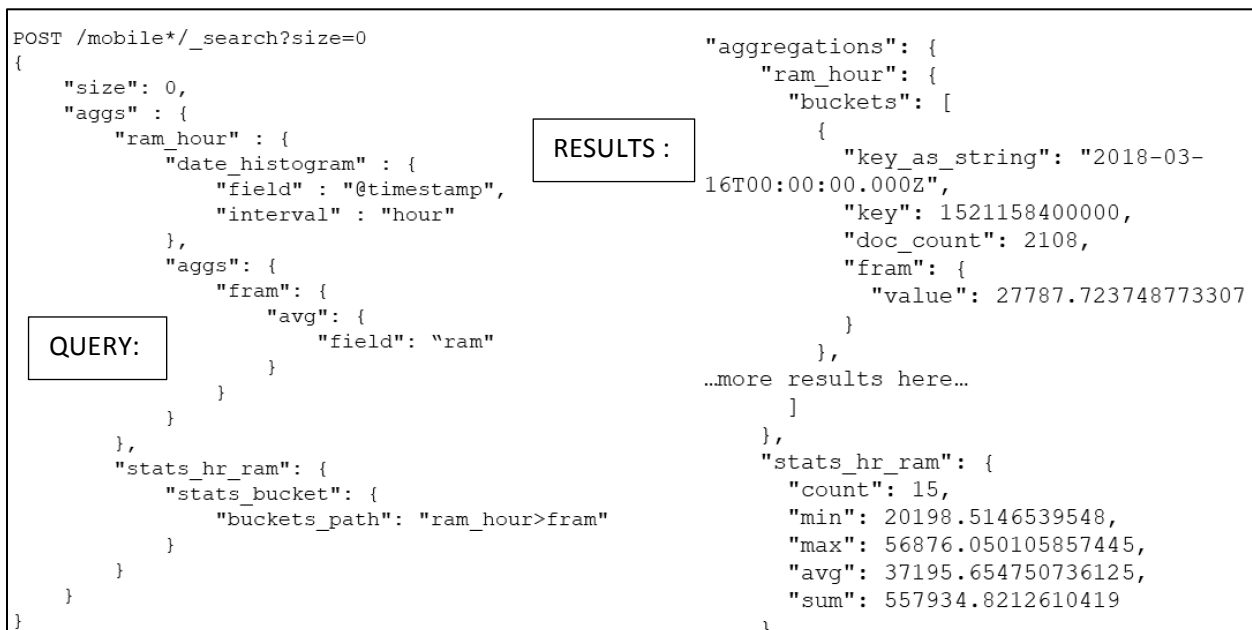 POST /mobile*/_search?size=0
{
    "size": 0,
    "aggs" : {
        "ram_hour" : {
            "date_histogram" : {
                "field" : "@timestamp",
                "interval" : "hour"
            },
            "aggs": {
                "fram": {
                    "avg": {
                        "field": “ram"
                    }
                }
            }
        },
        "stats_hr_ram": {
            "stats_bucket": {
                "buckets_path": "ram_hour>fram"
            }
        }
    }
}
QUERY:
RESULTS :
"aggregations": {
    "ram_hour": {
      "buckets": [
        {
          "key_as_string": "2018-03-
16T00:00:00.000Z",
          "key": 1521158400000,
          "doc_count": 2108,
          "fram": {
            "value": 27787.723748773307
          }
        },
…more results here…
      ]
    },
    "stats_hr_ram": {
      "count": 15,
      "min": 20198.5146539548,
      "max": 56876.050105857445,
      "avg": 37195.654750736125,
      "sum": 557934.8212610419
    }